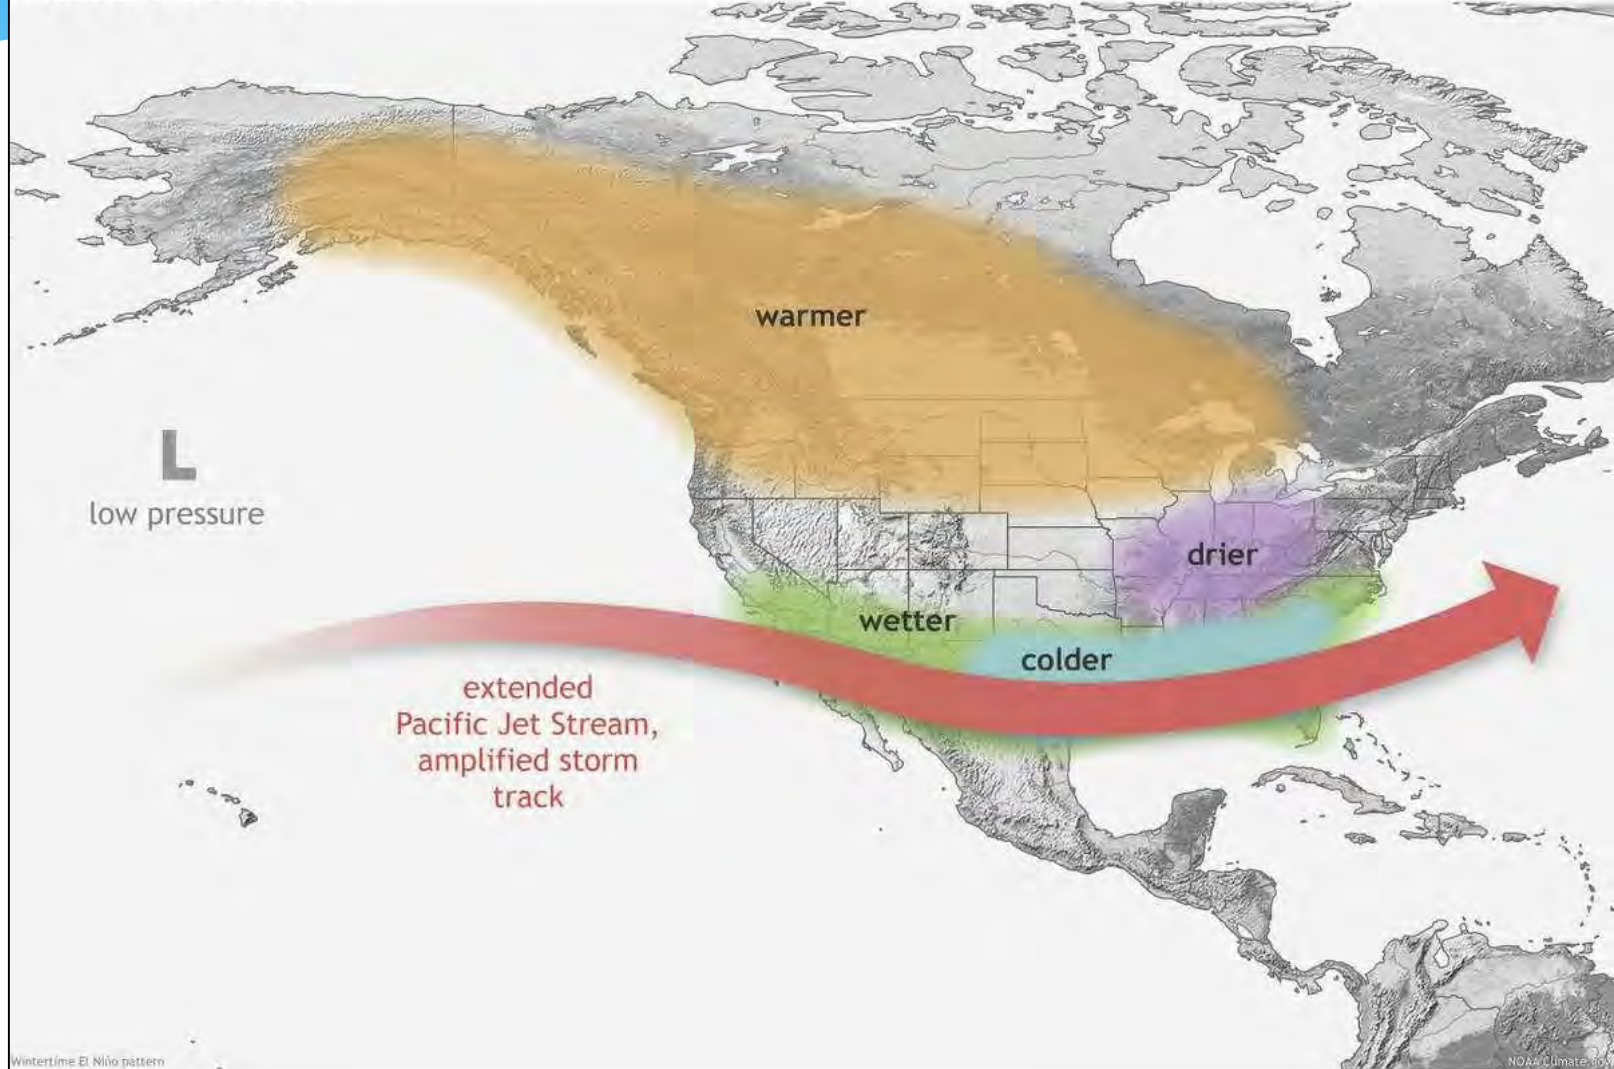 warmer
L
low pressure
drier
wetter
colder
extended
Pacific Jet Stream,
amplified storm
track
Wintertime El Niño pattern
NOAA Climate.gov